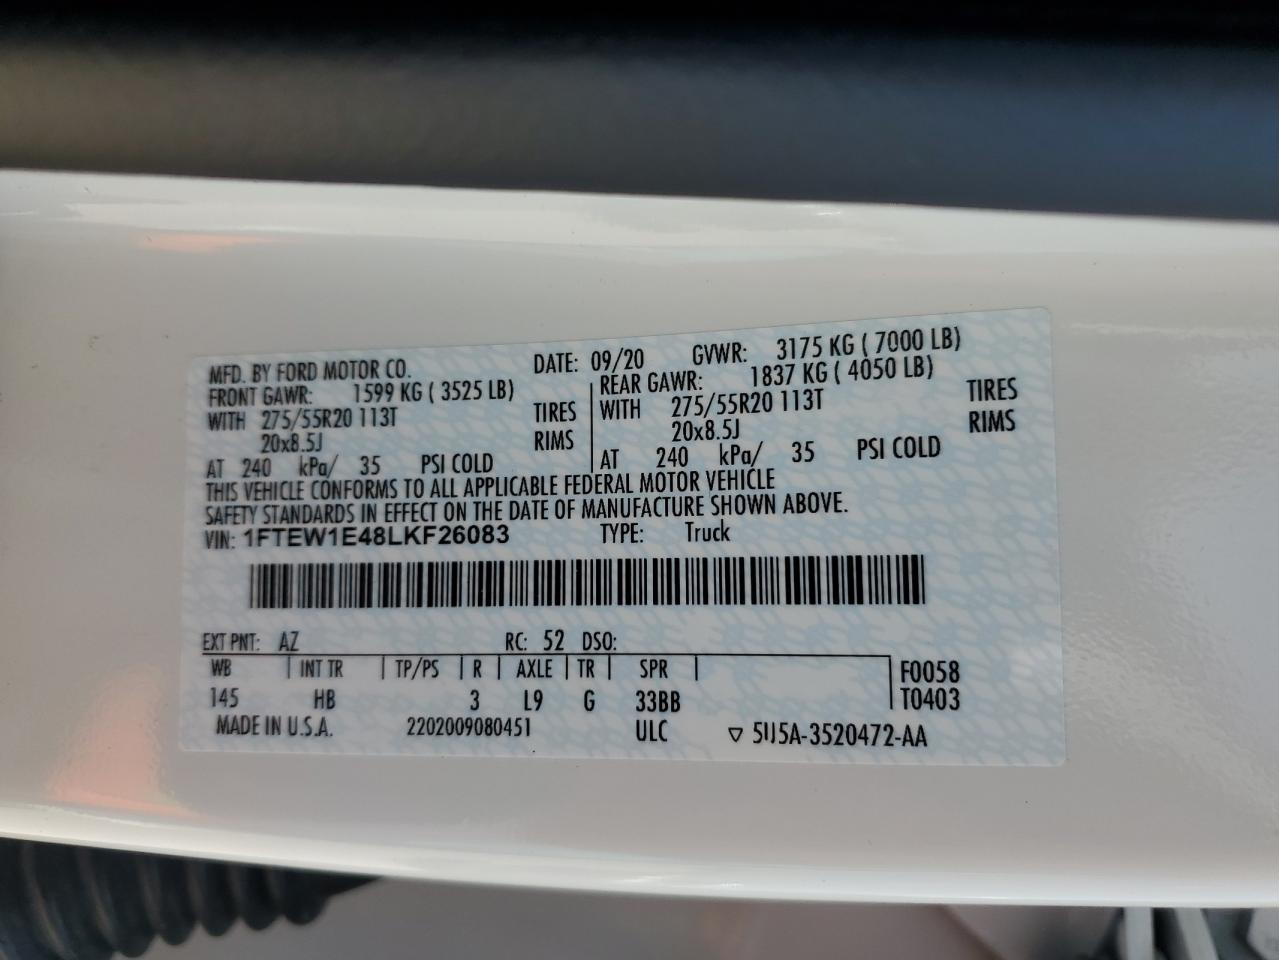 MFD. BY FORD MOTOR CO. DATE: 09/20 GVWR: 3175 KG ( 7000 LB)
FRONT GAWR: 1599 KG ( 3525 LB) REAR GAWR: 1837 KG ( 4050 LB)
WITH 275/55R20 113T TIRES WITH 275/55R20 113T TIRES
20x8.5J RIMS 20x8.5J RIMS
AT 240 kPa/ 35 PSI COLD AT 240 kPa/ 35 PSI COLD
THIS VEHICLE CONFORMS TO ALL APPLICABLE FEDERAL MOTOR VEHICLE
SAFETY STANDARDS IN EFFECT ON THE DATE OF MANUFACTURE SHOWN ABOVE.
VIN: 1FTEW1E48LKF26083 TYPE: Truck
EXT PNT: AZ RC: 52 DSO:
WB INT TR TP/PS R AXLE TR SPR F0058
145 HB 3 L9 G 33BB T0403
MADE IN U.S.A. 2202009080451 ULC ▽ 5U5A-3520472-AA